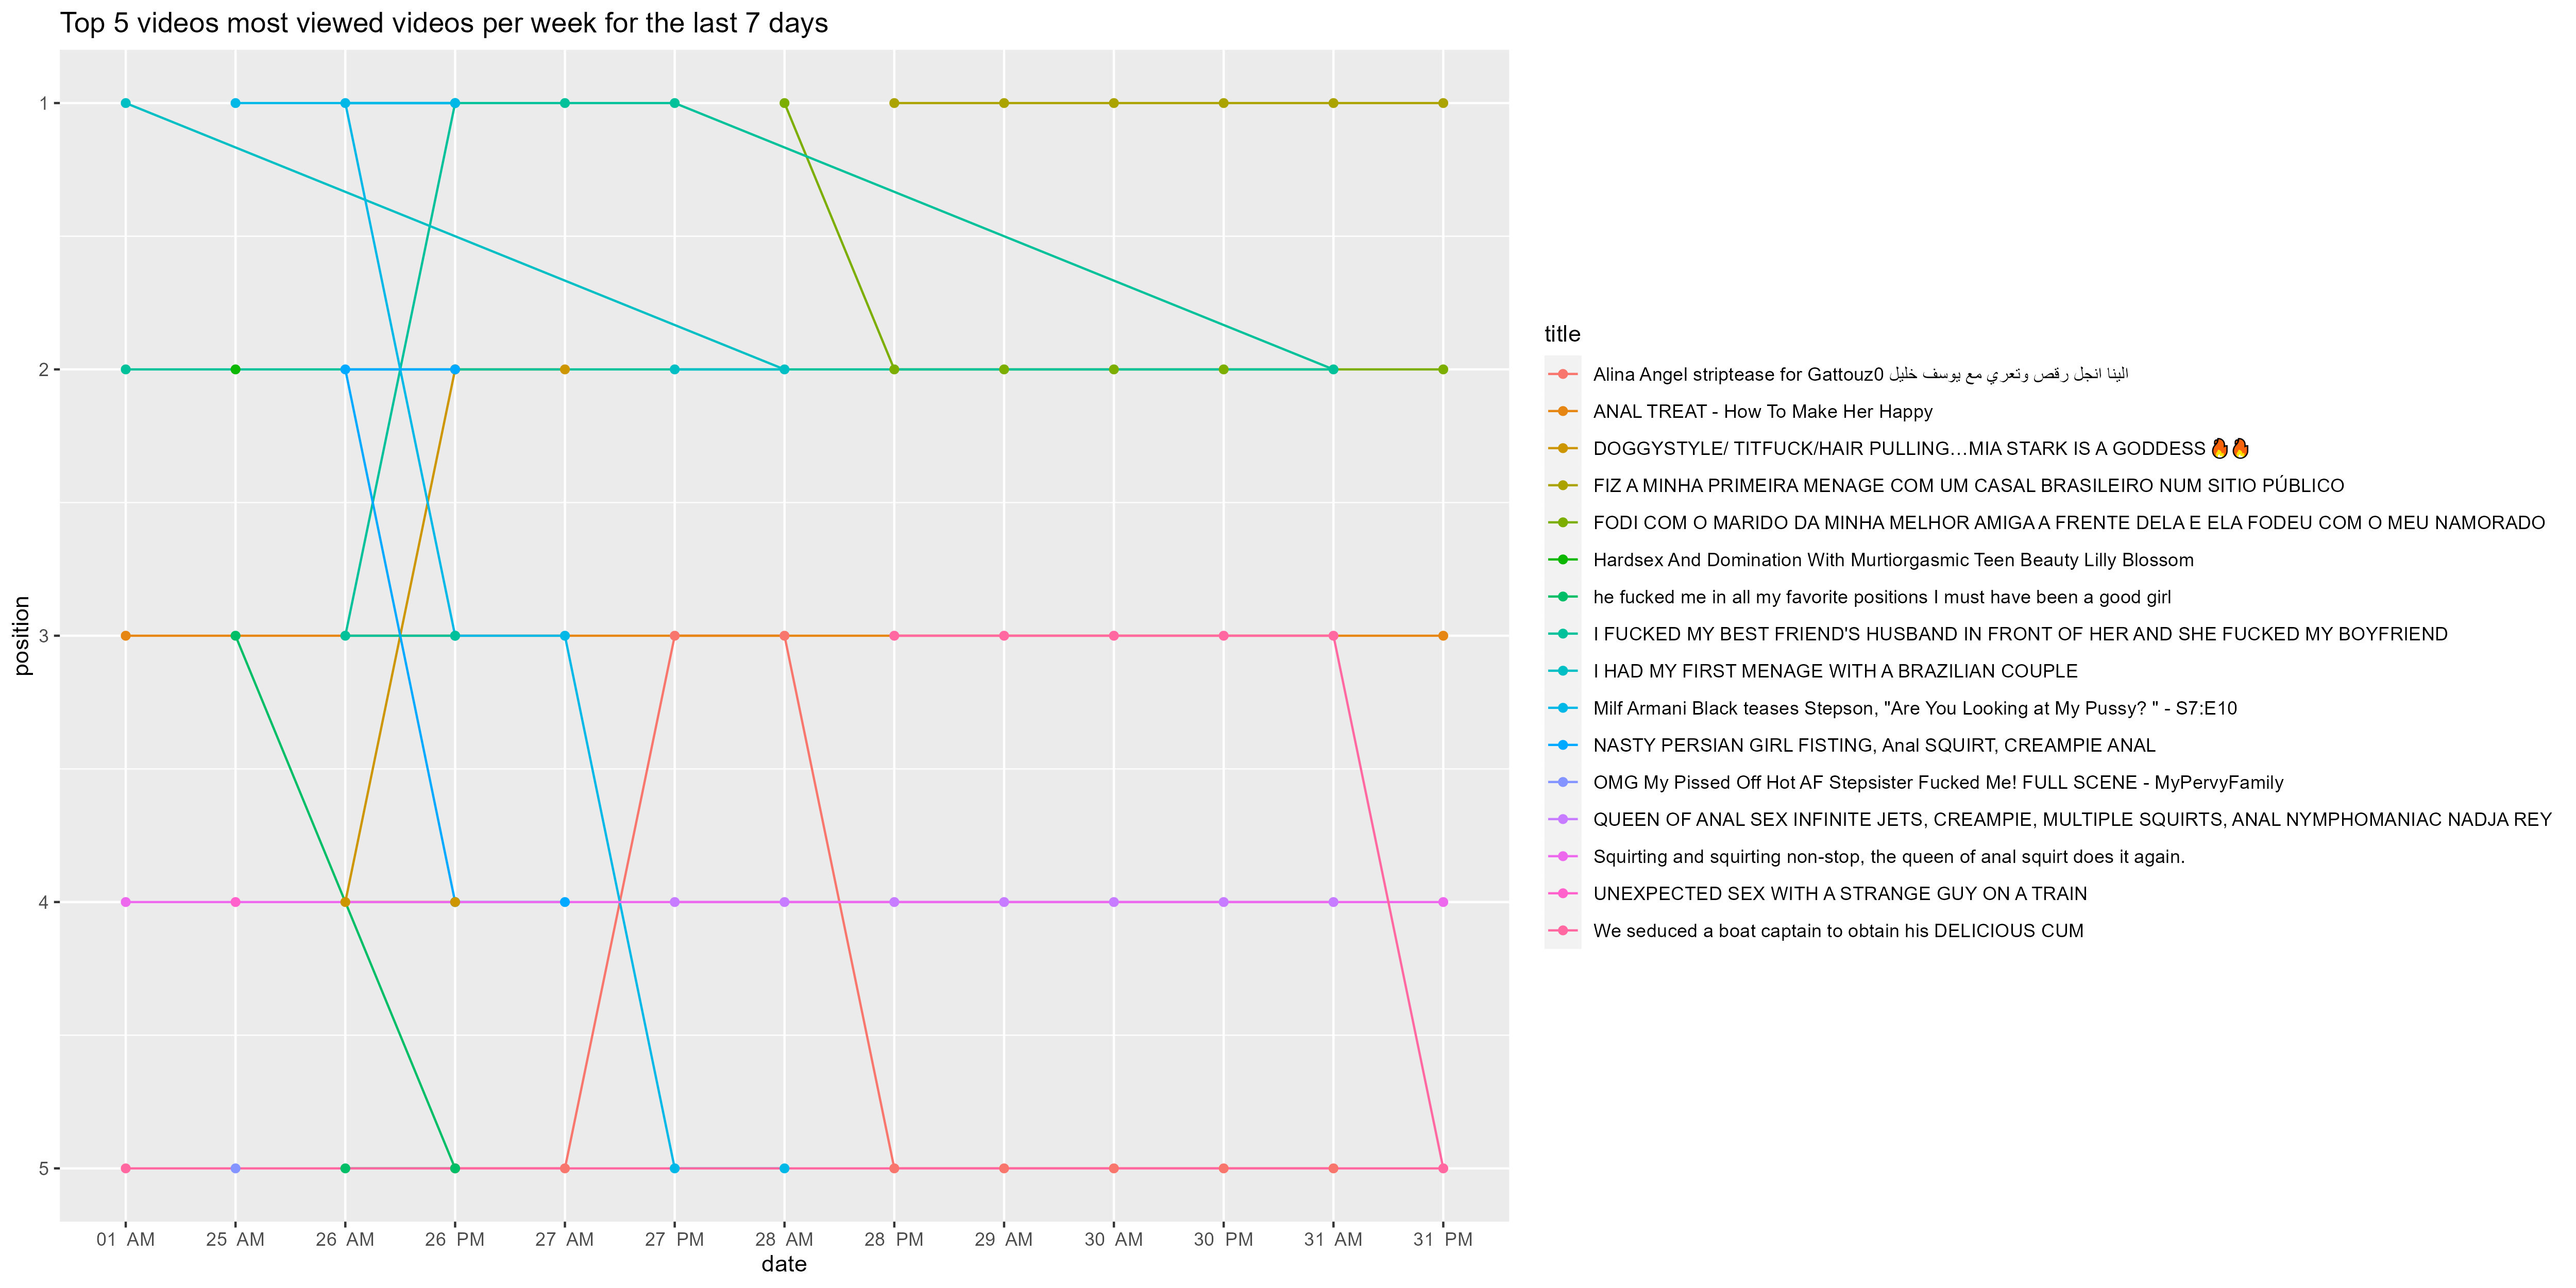 Top 5 videos most viewed videos per week for the last 7 days
position
1
2
3
4
5
01 AM
25 AM
26 AM
26 PM
27 AM
27 PM
28 AM
28 PM
29 AM
30 AM
30 PM
31 AM
31 PM
date
title
Alina Angel striptease for Gattouz0 الينا انجل رقص وتعري مع يوسف خليل
ANAL TREAT - How To Make Her Happy
DOGGYSTYLE/ TITFUCK/HAIR PULLING…MIA STARK IS A GODDESS 🔥🔥
FIZ A MINHA PRIMEIRA MENAGE COM UM CASAL BRASILEIRO NUM SITIO PÚBLICO
FODI COM O MARIDO DA MINHA MELHOR AMIGA A FRENTE DELA E ELA FODEU COM O MEU NAMORADO
Hardsex And Domination With Murtiorgasmic Teen Beauty Lilly Blossom
he fucked me in all my favorite positions I must have been a good girl
I FUCKED MY BEST FRIEND'S HUSBAND IN FRONT OF HER AND SHE FUCKED MY BOYFRIEND
I HAD MY FIRST MENAGE WITH A BRAZILIAN COUPLE
Milf Armani Black teases Stepson, "Are You Looking at My Pussy? " - S7:E10
NASTY PERSIAN GIRL FISTING, Anal SQUIRT, CREAMPIE ANAL
OMG My Pissed Off Hot AF Stepsister Fucked Me! FULL SCENE - MyPervyFamily
QUEEN OF ANAL SEX INFINITE JETS, CREAMPIE, MULTIPLE SQUIRTS, ANAL NYMPHOMANIAC NADJA REY
Squirting and squirting non-stop, the queen of anal squirt does it again.
UNEXPECTED SEX WITH A STRANGE GUY ON A TRAIN
We seduced a boat captain to obtain his DELICIOUS CUM